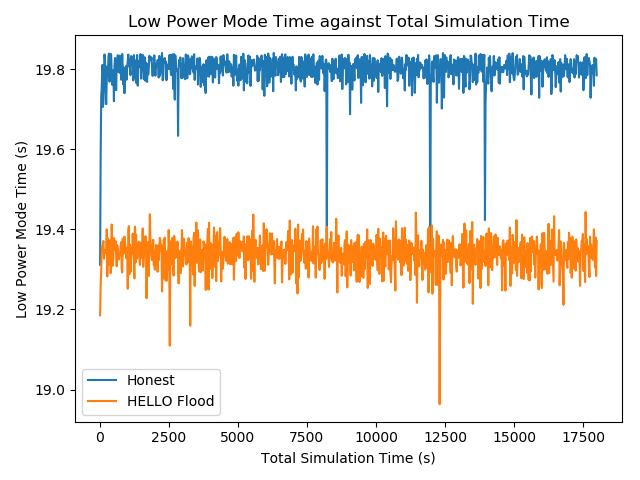 Low Power Mode Time against Total Simulation Time
Low Power Mode Time (s)
19.8
19.6
19.4
19.2
19.0
Honest
HELLO Flood
0 2500 5000 7500 10000 12500 15000 17500
Total Simulation Time (s)